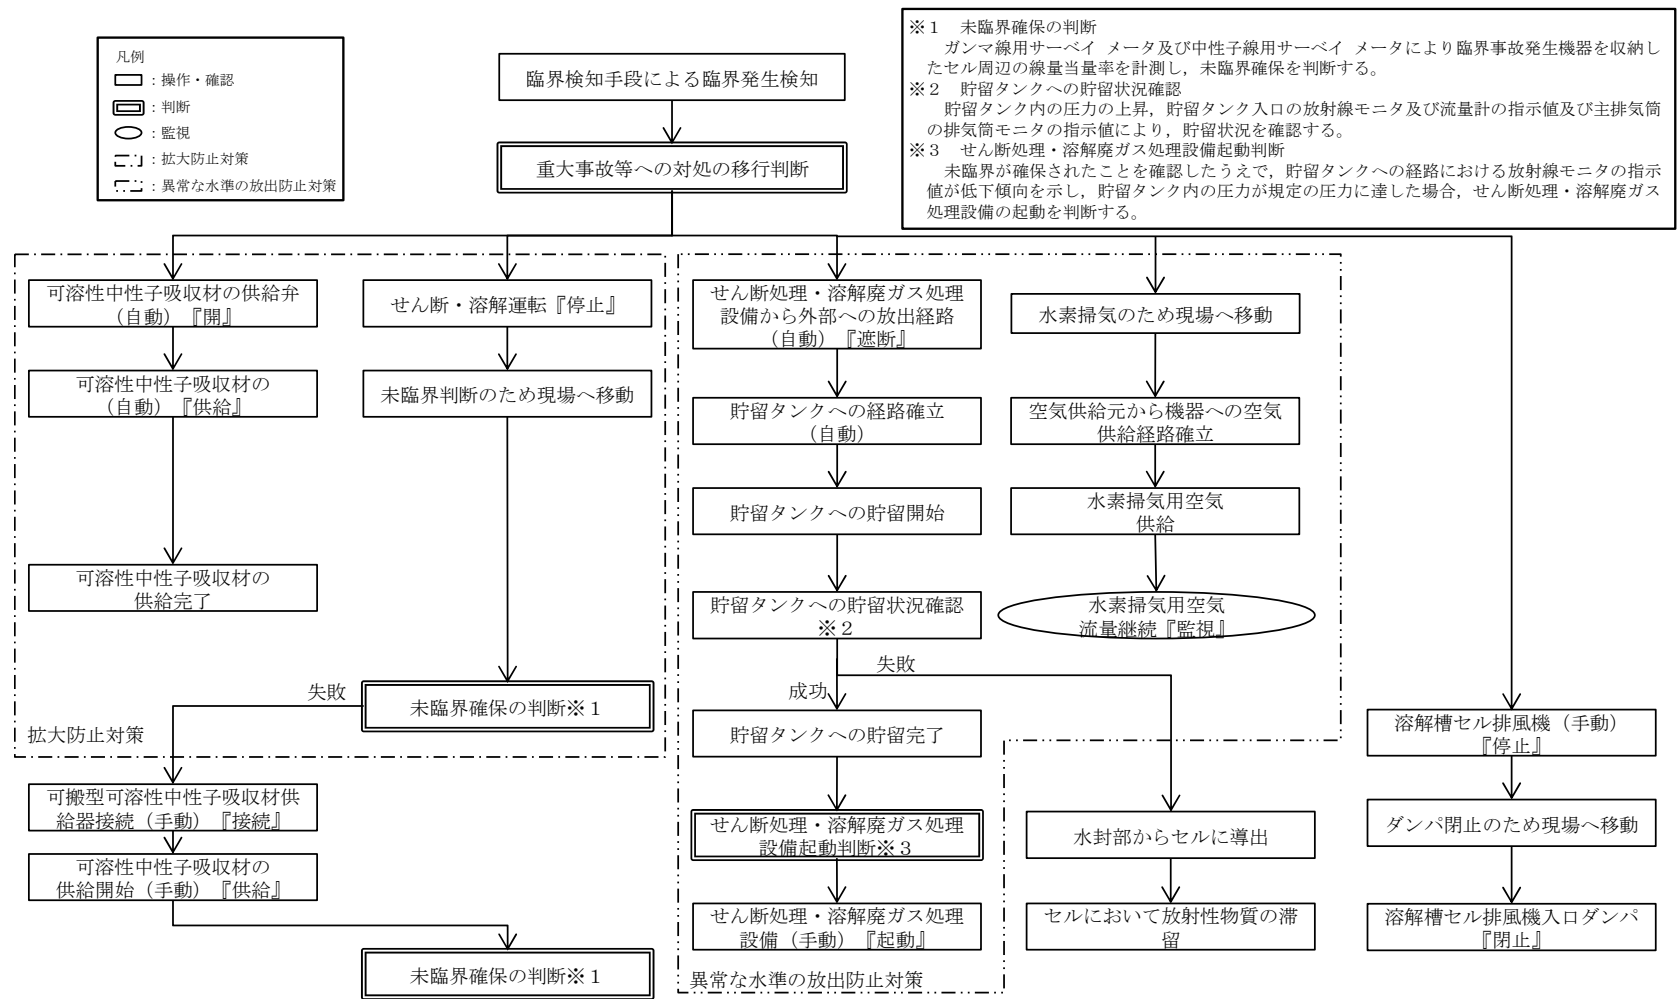 凡例
：操作・確認
：判断
：監視
：拡大防止対策
：異常な水準の放出防止対策
※１　未臨界確保の判断
ガンマ線用サーベイ メータ及び中性子線用サーベイ メータにより臨界事故発生機器を収納し
たセル周辺の線量当量率を計測し，未臨界確保を判断する。
※２　貯留タンクへの貯留状況確認
貯留タンク内の圧力の上昇，貯留タンク入口の放射線モニタ及び流量計の指示値及び主排気筒
の排気筒モニタの指示値により，貯留状況を確認する。
※３　せん断処理・溶解廃ガス処理設備起動判断
未臨界が確保されたことを確認したうえで，貯留タンクへの経路における放射線モニタの指示
値が低下傾向を示し，貯留タンク内の圧力が規定の圧力に達した場合，せん断処理・溶解廃ガス
処理設備の起動を判断する。
臨界検知手段による臨界発生検知
重大事故等への対処の移行判断
可溶性中性子吸収材の供給弁
（自動）『開』
可溶性中性子吸収材の
（自動）『供給』
可溶性中性子吸収材の
供給完了
せん断・溶解運転『停止』
未臨界判断のため現場へ移動
失敗
未臨界確保の判断※１
拡大防止対策
可搬型可溶性中性子吸収材供
給器接続（手動）『接続』
可溶性中性子吸収材の
供給開始（手動）『供給』
未臨界確保の判断※１
せん断処理・溶解廃ガス処理
設備から外部への放出経路
（自動）『遮断』
貯留タンクへの経路確立
（自動）
貯留タンクへの貯留開始
貯留タンクへの貯留状況確認
※２
失敗
成功
貯留タンクへの貯留完了
せん断処理・溶解廃ガス処理
設備起動判断※３
せん断処理・溶解廃ガス処理
設備（手動）『起動』
異常な水準の放出防止対策
水素掃気のため現場へ移動
空気供給元から機器への空気
供給経路確立
水素掃気用空気
供給
水素掃気用空気
流量継続『監視』
水封部からセルに導出
セルにおいて放射性物質の滞
留
溶解槽セル排風機（手動）
『停止』
ダンパ閉止のため現場へ移動
溶解槽セル排風機入口ダンパ
『閉止』